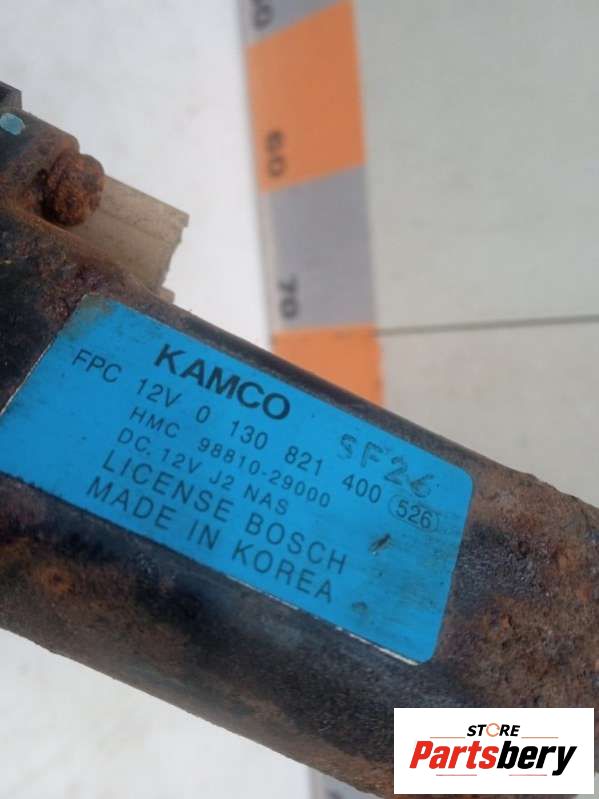 50
60
70
KAMCO
FPC 12V 0 130 821 400 526
SF26
HMC 98810-29000
DC, 12V J2 NAS
LICENSE BOSCH
MADE IN KOREA
STORE
Partsbery